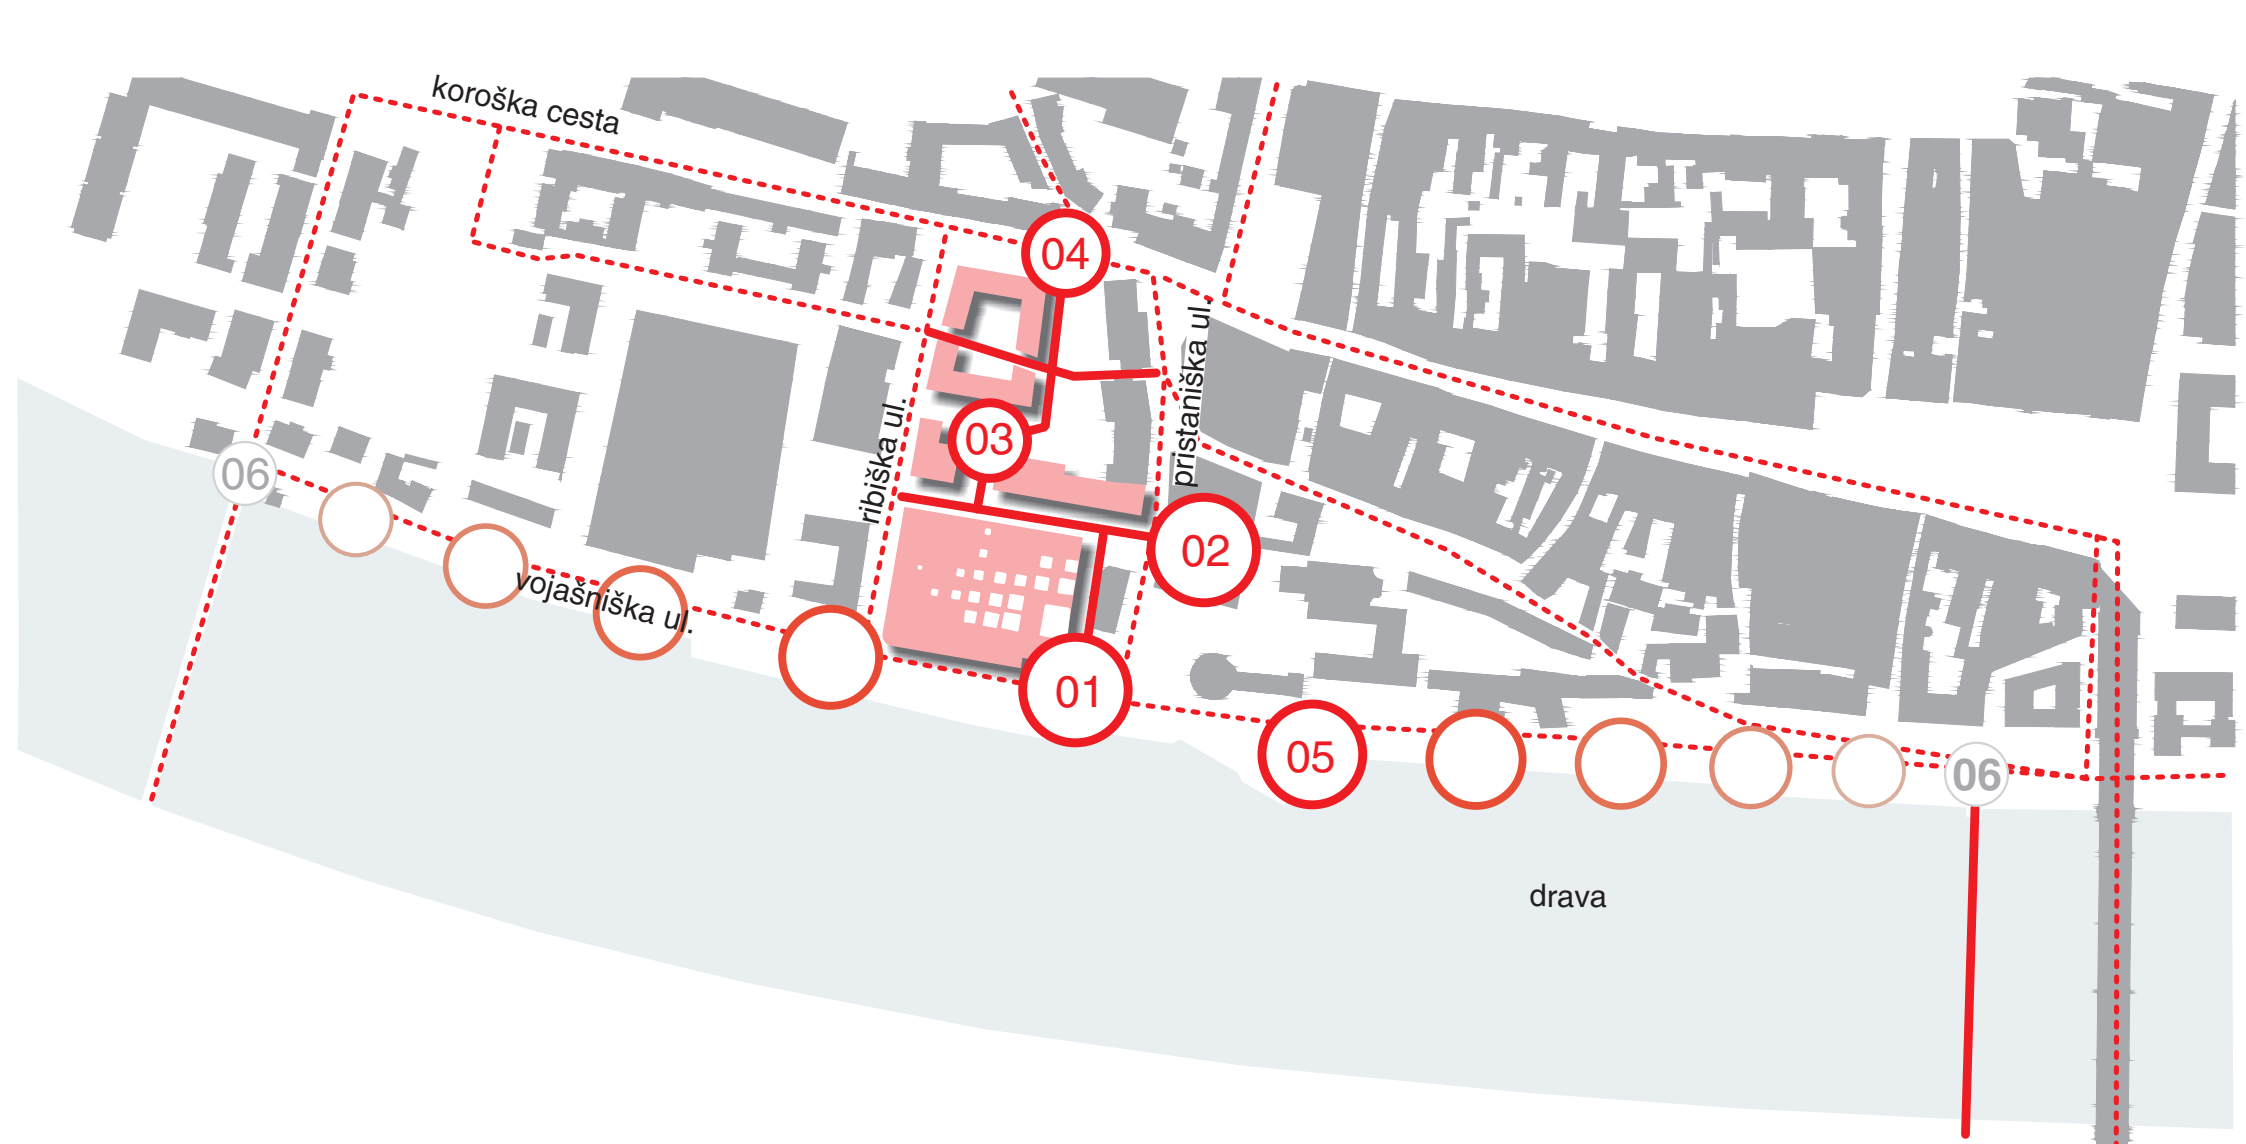 koroška cesta
04
pristaniška ul.
ribiška ul.
03
06
02
vojašniška ul.
01
05
06
drava